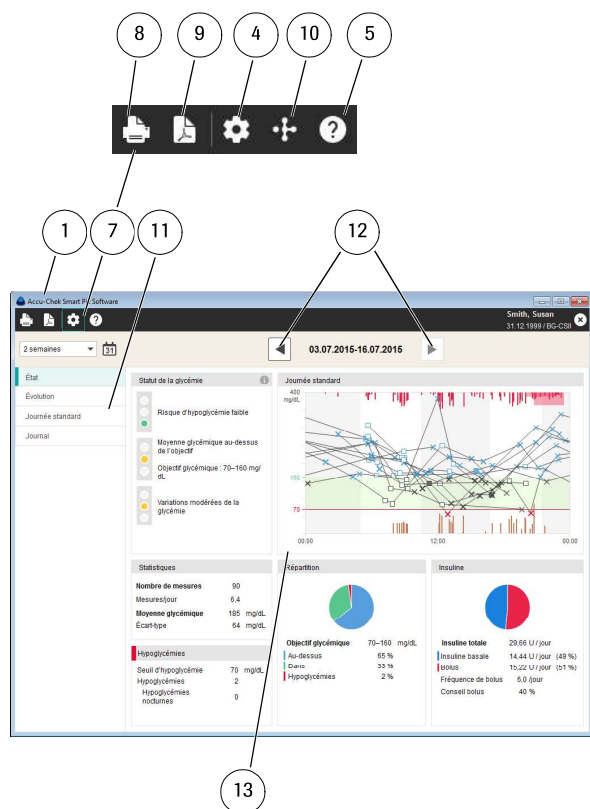 8 9 4 10 5
1 7 11 12
Accu-Chek Smart Pix Software
Smith, Susan
31.12.1999 / BG-CSII
2 semaines
31
03.07.2015-16.07.2015
État
Évolution
Journée standard
Journal
Statut de la glycémie
Risque d'hypoglycémie faible
Moyenne glycémique au-dessus
de l'objectif
Objectif glycémique : 70–160 mg/
dL
Variations modérées de la
glycémie
Journée standard
400
mg/dL
160
70
00:00 12:00 00:00
Statistiques
Nombre de mesures 90
Mesures/jour 6,4
Moyenne glycémique 185 mg/dL
Écart-type 64 mg/dL
Hypoglycémies
Seuil d'hypoglycémie 70 mg/dL
Hypoglycémies 2
Hypoglycémies
nocturnes 0
Répartition
Objectif glycémique 70–160 mg/dL
Au-dessus 65 %
Dans 33 %
Hypoglycémies 2 %
Insuline
Insuline totale 29,66 U / jour
Insuline basale 14,44 U / jour (49 %)
Bolus 15,22 U / jour (51 %)
Fréquence de bolus 6,0 /jour
Conseil bolus 40 %
13